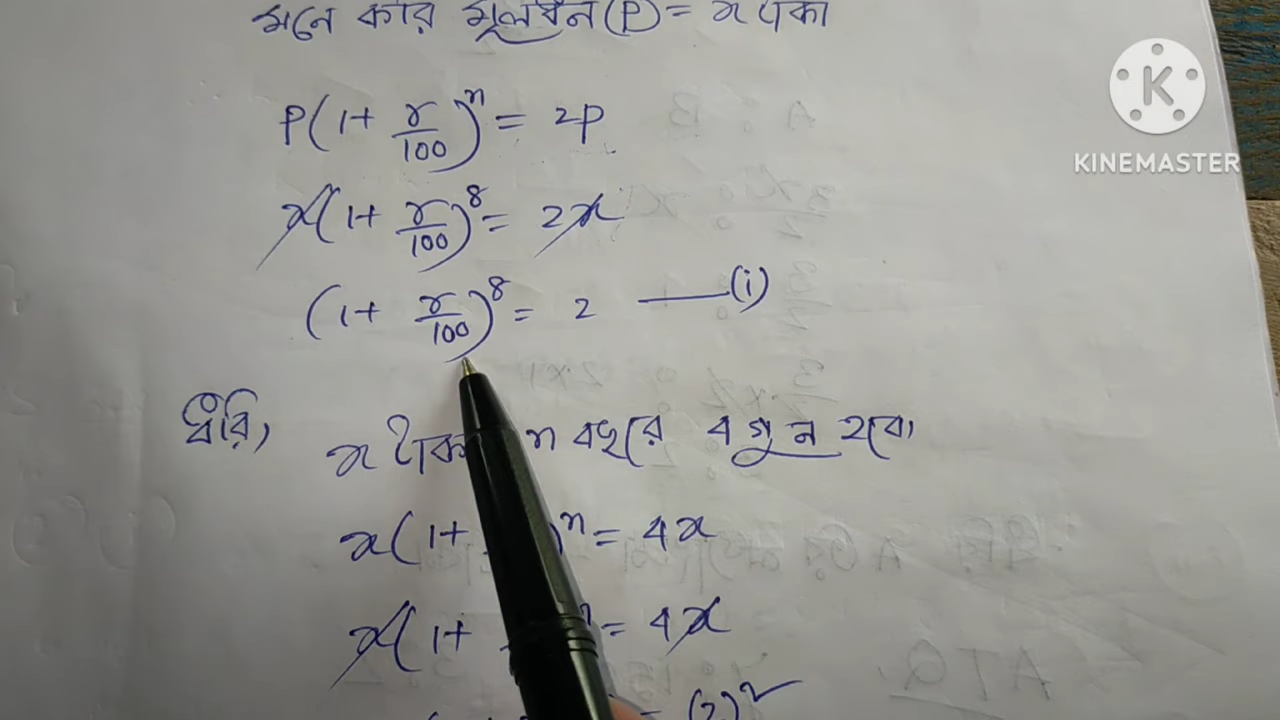 মনে করি মূলধন (P) = x টাকা
P(1+ r/100)^n = 2P
x(1+ r/100)^8 = 2x
(1+ r/100)^8 = 2 —(i)
ধরি, x টাকা n বছরে 4 গুন হবে।
x(1+ )^n = 4x
x(1+ )^n = 4x
= (2)^2
K
KINEMASTER